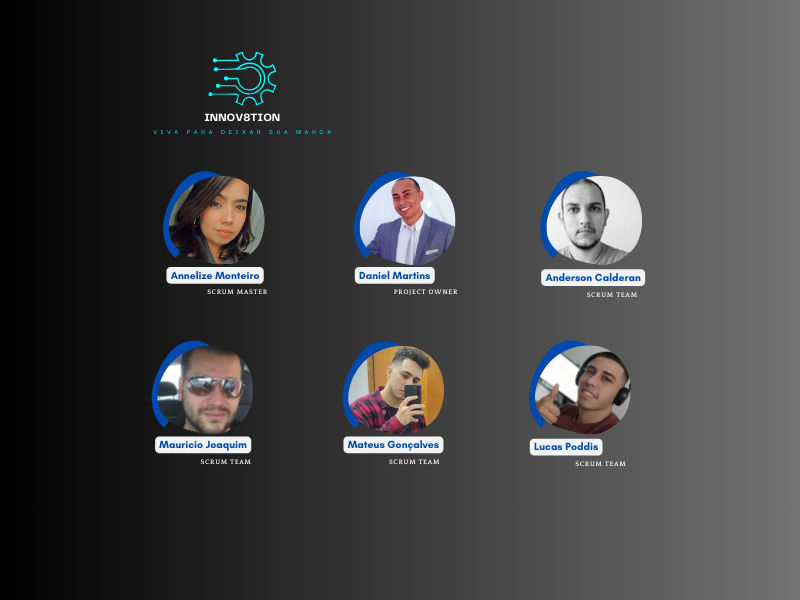 INNOV8TION
VIVA PARA DEIXAR SUA MARCA
Annelize Monteiro
SCRUM MASTER
Daniel Martins
PROJECT OWNER
Anderson Calderan
SCRUM TEAM
Mauricio Joaquim
SCRUM TEAM
Mateus Gonçalves
SCRUM TEAM
Lucas Poddis
SCRUM TEAM